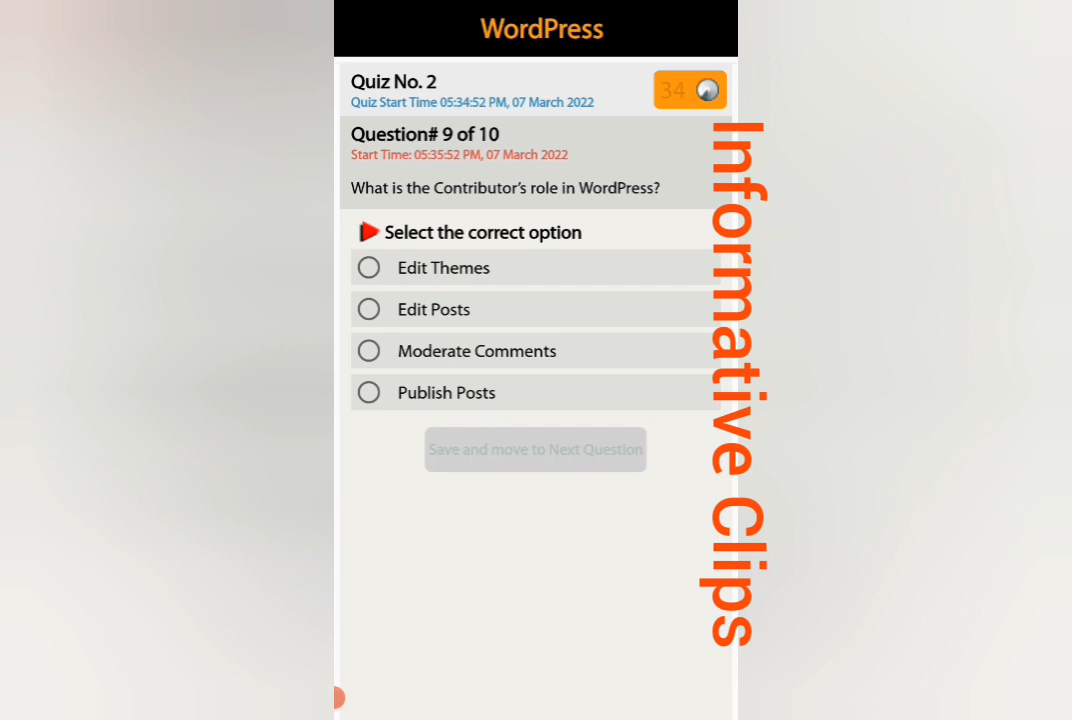 WordPress
Quiz No. 2
34
Quiz Start Time 05:34:52 PM, 07 March 2022
Question# 9 of 10
Start Time: 05:35:52 PM, 07 March 2022
What is the Contributor’s role in WordPress?
Select the correct option
Edit Themes
Edit Posts
Moderate Comments
Publish Posts
Save and move to Next Question
Informative Clips